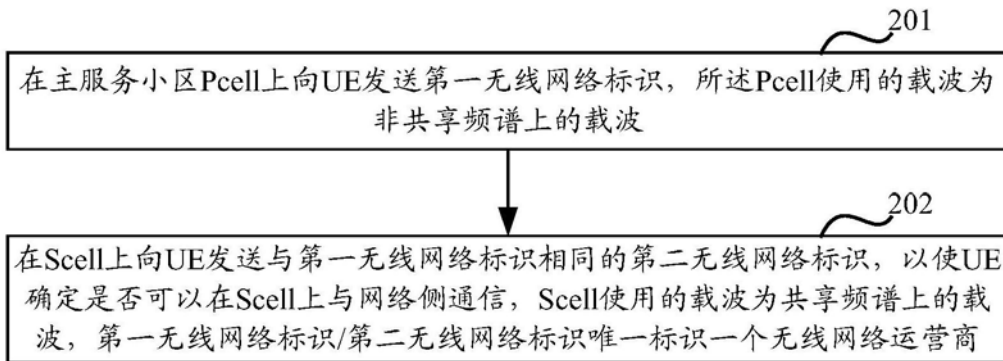 201
在主服务小区Pcell上向UE发送第一无线网络标识，所述Pcell使用的载波为
非共享频谱上的载波
202
在Scell上向UE发送与第一无线网络标识相同的第二无线网络标识，以使UE
确定是否可以在Scell上与网络侧通信，Scell使用的载波为共享频谱上的载
波，第一无线网络标识/第二无线网络标识唯一标识一个无线网络运营商